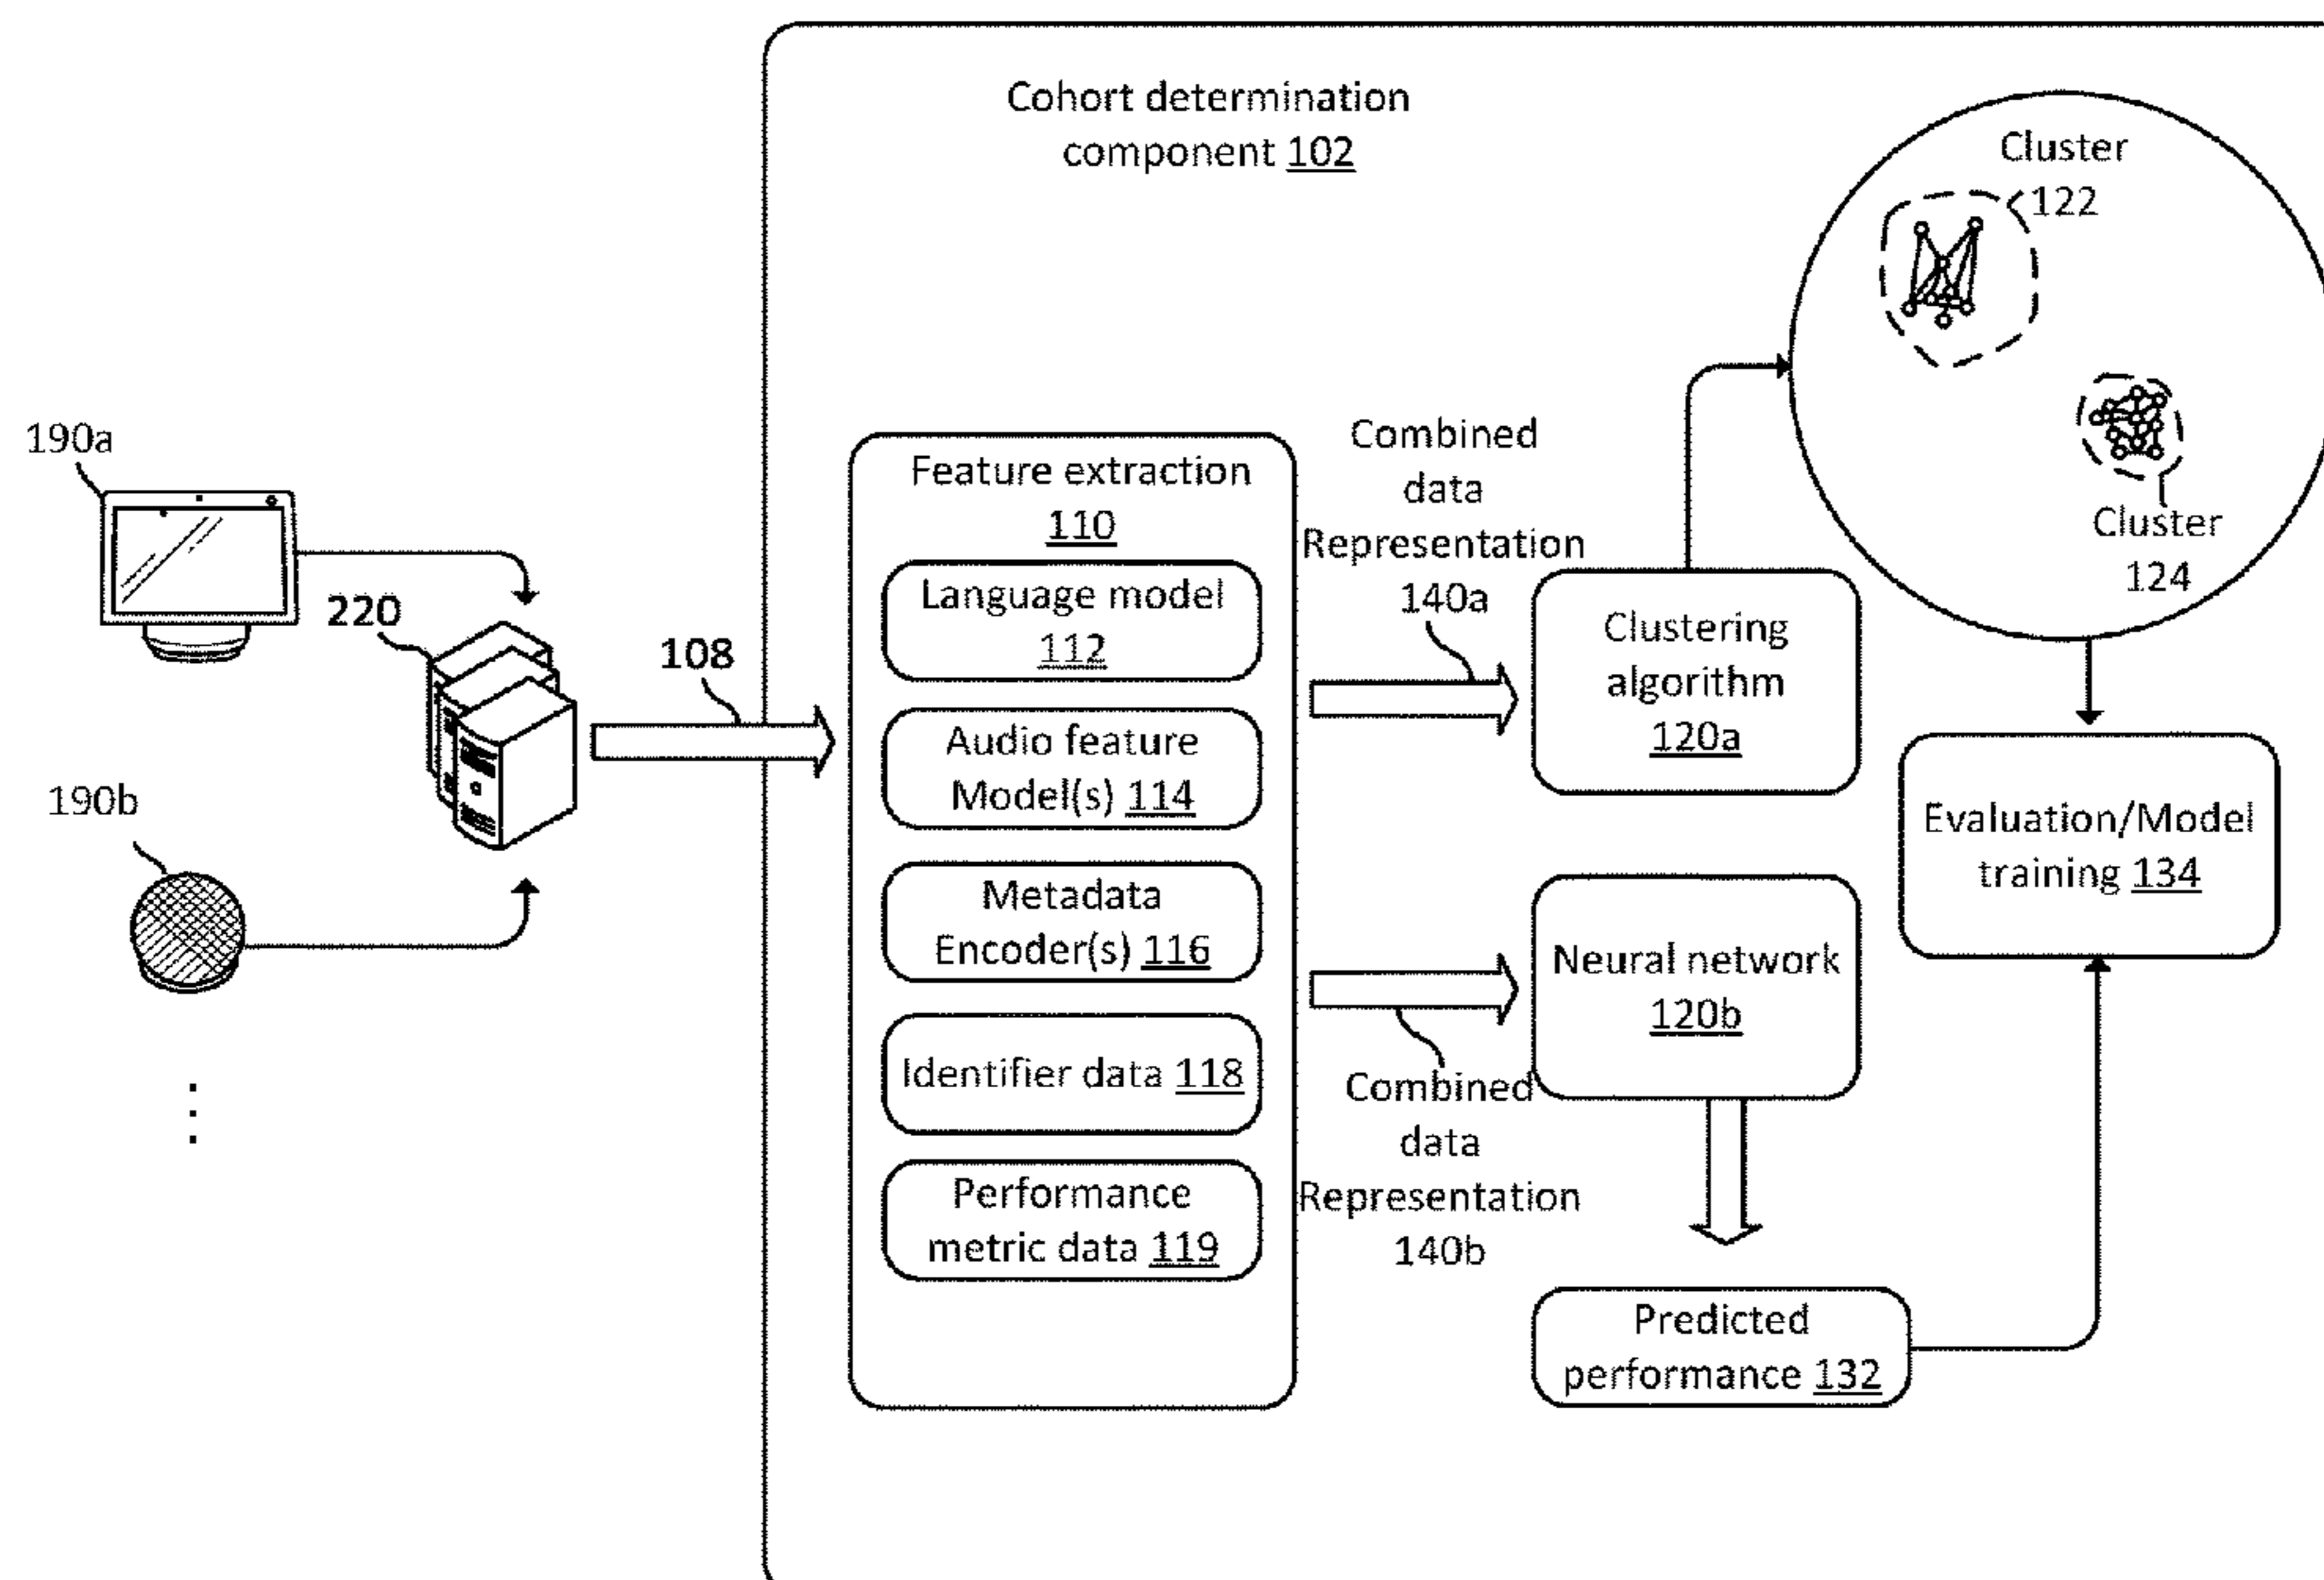 Cohort determination
component 102
Cluster
122
Cluster
124
190a
220
108
190b
Feature extraction
110
Language model
112
Audio feature
Model(s) 114
Metadata
Encoder(s) 116
Identifier data 118
Performance
metric data 119
Combined
data
Representation
140a
Clustering
algorithm
120a
Neural network
120b
Combined
data
Representation
140b
Evaluation/Model
training 134
Predicted
performance 132